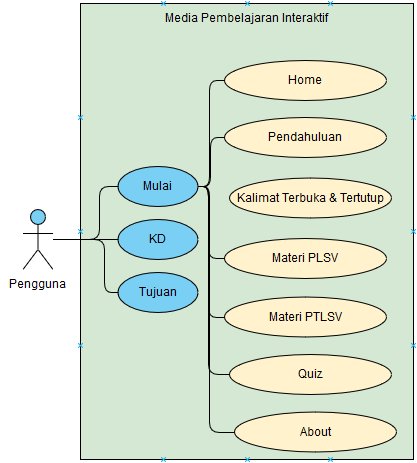 Media Pembelajaran Interaktif
Home
Pendahuluan
Mulai
Kalimat Terbuka & Tertutup
KD
Materi PLSV
Pengguna
Tujuan
Materi PTLSV
Quiz
About